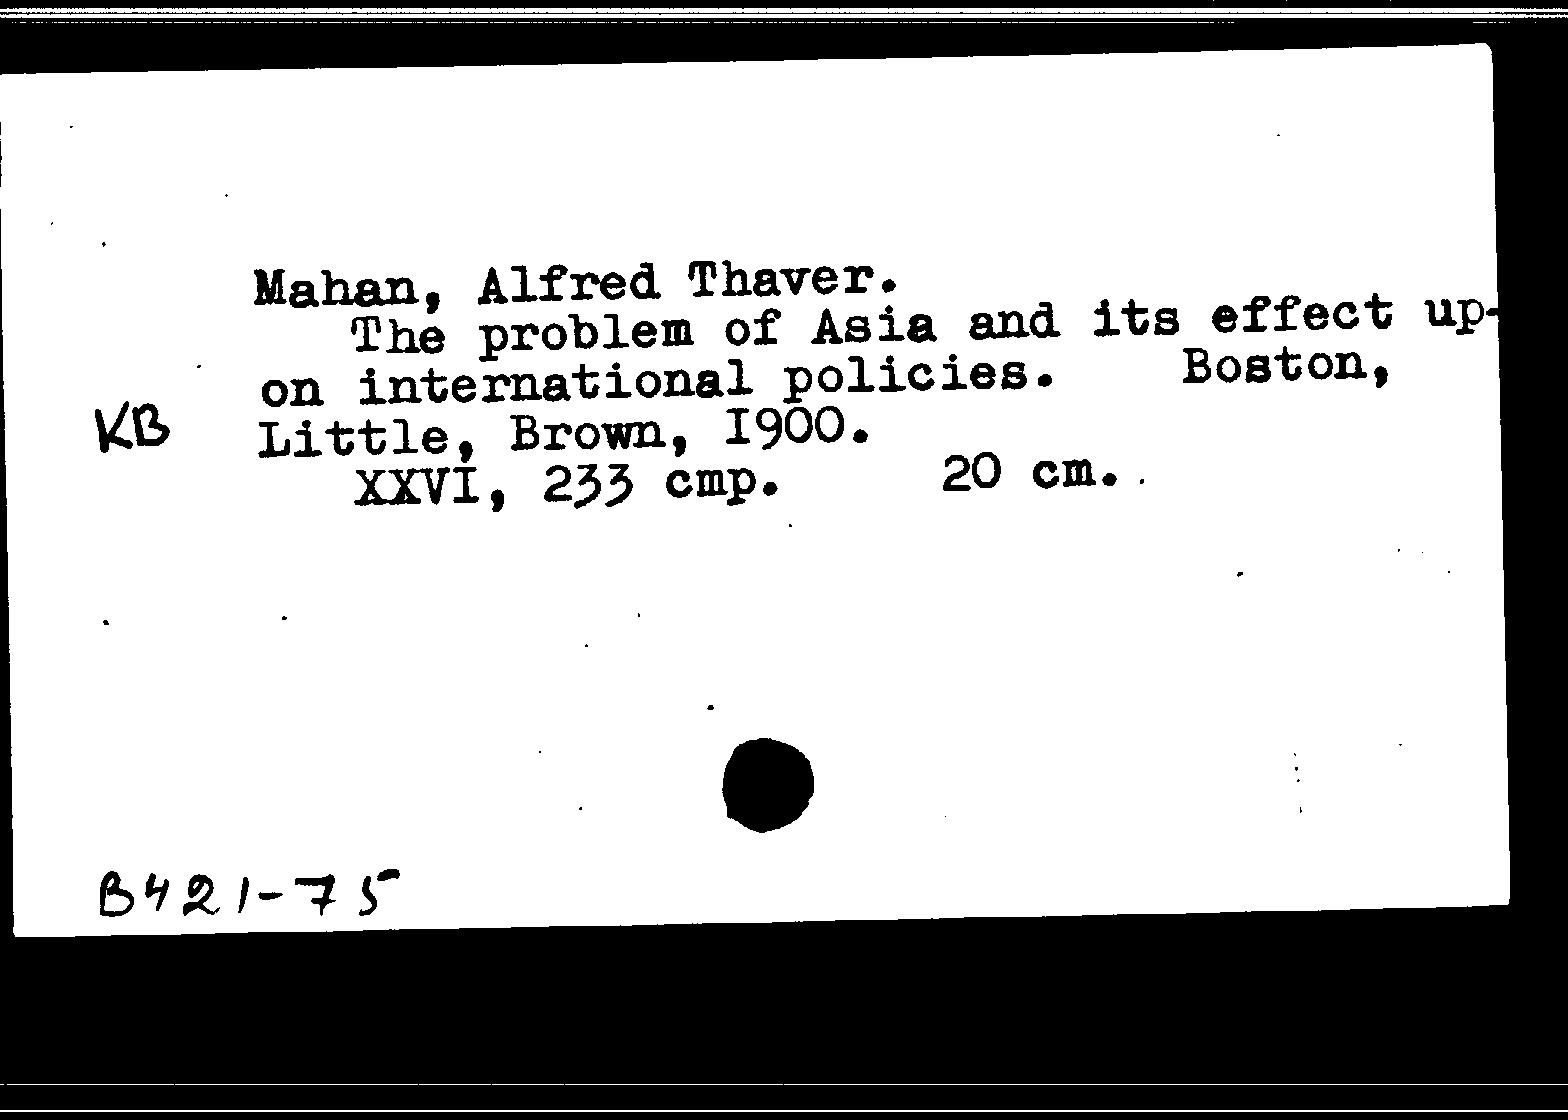 Mahan, Alfred Thaver.
The problem of Asia and its effect up-
on international policies. Boston,
KB Little, Brown, I900.
XXVI, 233 cmp. 20 cm.
B421-75